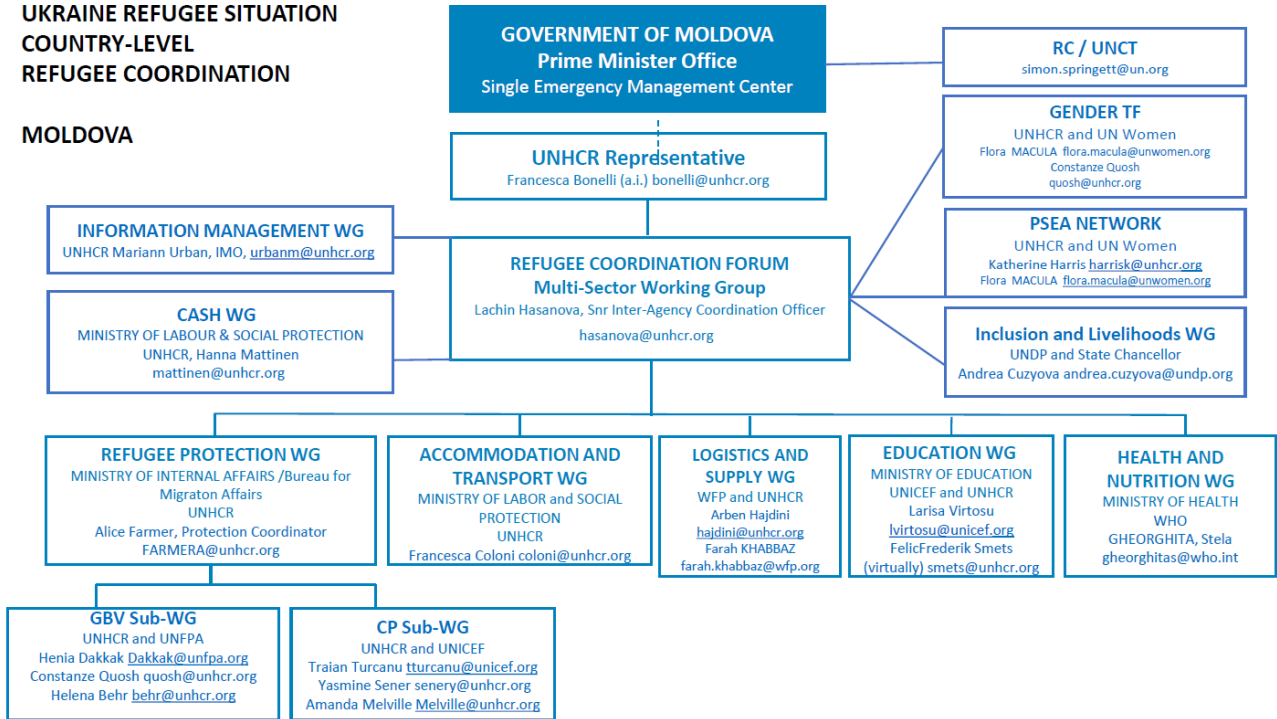 UKRAINE REFUGEE SITUATION
COUNTRY-LEVEL
REFUGEE COORDINATION
MOLDOVA
GOVERNMENT OF MOLDOVA
Prime Minister Office
Single Emergency Management Center
RC / UNCT
simon.springett@un.org
UNHCR Representative
Francesca Bonelli (a.i.) bonelli@unhcr.org
GENDER TF
UNHCR and UN Women
Flora MACULA flora.macula@unwomen.org
Constanze Quosh
quosh@unhcr.org
INFORMATION MANAGEMENT WG
UNHCR Mariann Urban, IMO, urbanm@unhcr.org
REFUGEE COORDINATION FORUM
Multi-Sector Working Group
Lachin Hasanova, Snr Inter-Agency Coordination Officer
hasanova@unhcr.org
PSEA NETWORK
UNHCR and UN Women
Katherine Harris harrisk@unhcr.org
Flora MACULA flora.macula@unwomen.org
CASH WG
MINISTRY OF LABOUR & SOCIAL PROTECTION
UNHCR, Hanna Mattinen
mattinen@unhcr.org
Inclusion and Livelihoods WG
UNDP and State Chancellor
Andrea Cuzyova andrea.cuzyova@undp.org
REFUGEE PROTECTION WG
MINISTRY OF INTERNAL AFFAIRS /Bureau for
Migraton Affairs
UNHCR
Alice Farmer, Protection Coordinator
FARMERA@unhcr.org
ACCOMMODATION AND
TRANSPORT WG
MINISTRY OF LABOR and SOCIAL
PROTECTION
UNHCR
Francesca Coloni coloni@unhcr.org
LOGISTICS AND
SUPPLY WG
WFP and UNHCR
Arben Hajdini
hajdini@unhcr.org
Farah KHABBAZ
farah.khabbaz@wfp.org
EDUCATION WG
MINISTRY OF EDUCATION
UNICEF and UNHCR
Larisa Virtosu
lvirtosu@unicef.org
FelicFrederik Smets
(virtually) smets@unhcr.org
HEALTH AND
NUTRITION WG
MINISTRY OF HEALTH
WHO
GHEORGHITA, Stela
gheorghitas@who.int
GBV Sub-WG
UNHCR and UNFPA
Henia Dakkak Dakkak@unfpa.org
Constanze Quosh quosh@unhcr.org
Helena Behr behr@unhcr.org
CP Sub-WG
UNHCR and UNICEF
Traian Turcanu tturcanu@unicef.org
Yasmine Sener senery@unhcr.org
Amanda Melville Melville@unhcr.org